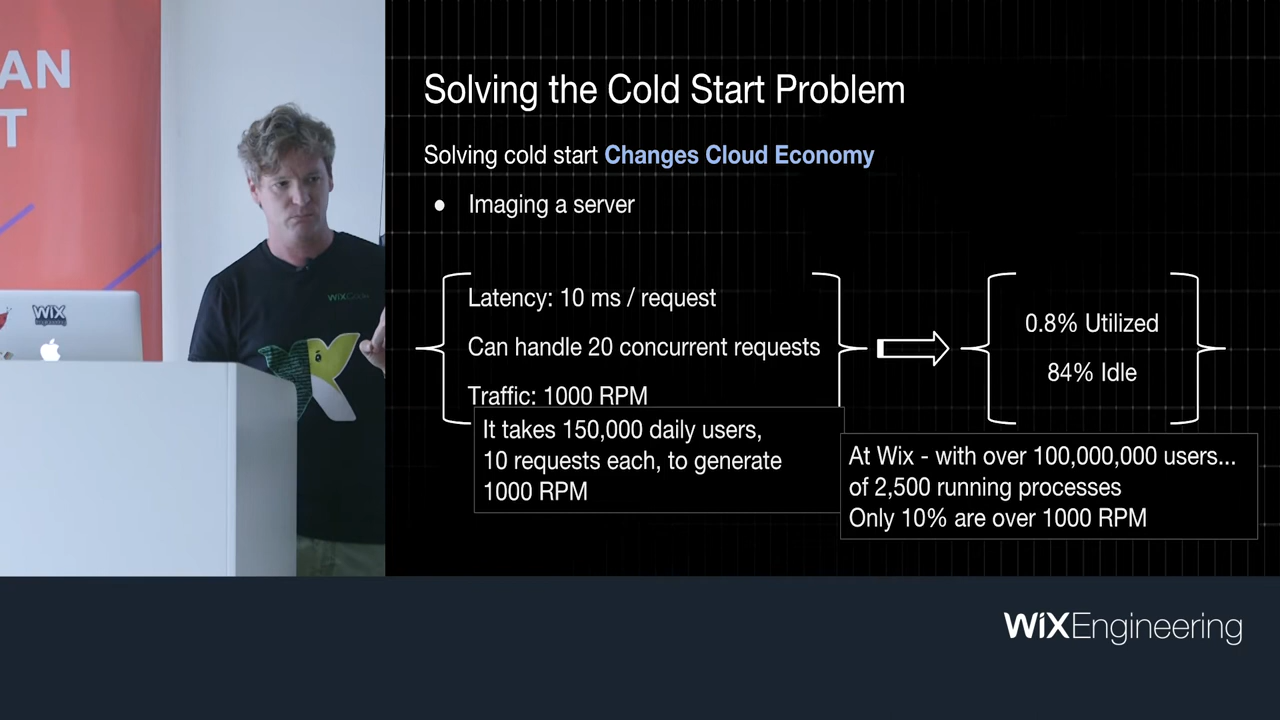 AN
T
WIX
engineering
WIXCode
Solving the Cold Start Problem
Solving cold start Changes Cloud Economy
● Imaging a server
Latency: 10 ms / request
Can handle 20 concurrent requests
Traffic: 1000 RPM
It takes 150,000 daily users,
10 requests each, to generate
1000 RPM
0.8% Utilized
84% Idle
At Wix - with over 100,000,000 users...
of 2,500 running processes
Only 10% are over 1000 RPM
WiXEngineering